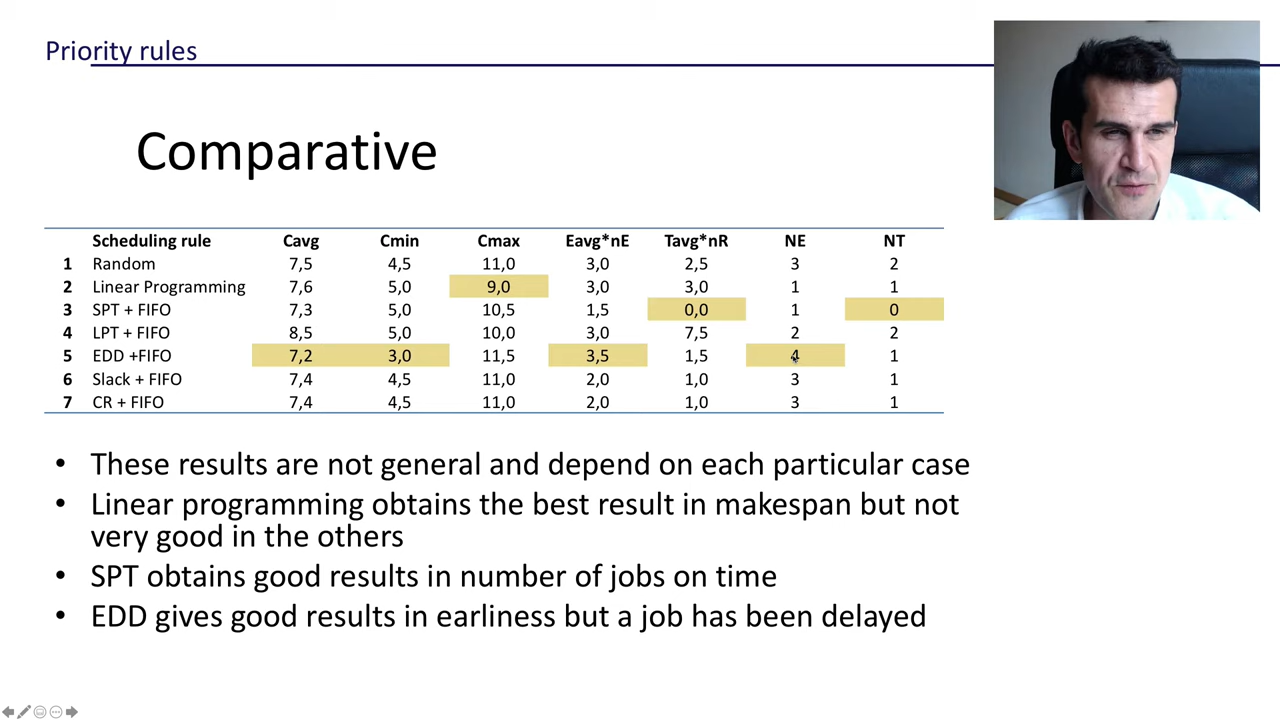 Priority rules
Comparative
Scheduling rule Cavg Cmin Cmax Eavg*nE Tavg*nR NE NT
1 Random 7,5 4,5 11,0 3,0 2,5 3 2
2 Linear Programming 7,6 5,0 9,0 3,0 3,0 1 1
3 SPT + FIFO 7,3 5,0 10,5 1,5 0,0 1 0
4 LPT + FIFO 8,5 5,0 10,0 3,0 7,5 2 2
5 EDD +FIFO 7,2 3,0 11,5 3,5 1,5 4 1
6 Slack + FIFO 7,4 4,5 11,0 2,0 1,0 3 1
7 CR + FIFO 7,4 4,5 11,0 2,0 1,0 3 1
• These results are not general and depend on each particular case
• Linear programming obtains the best result in makespan but not
very good in the others
• SPT obtains good results in number of jobs on time
• EDD gives good results in earliness but a job has been delayed